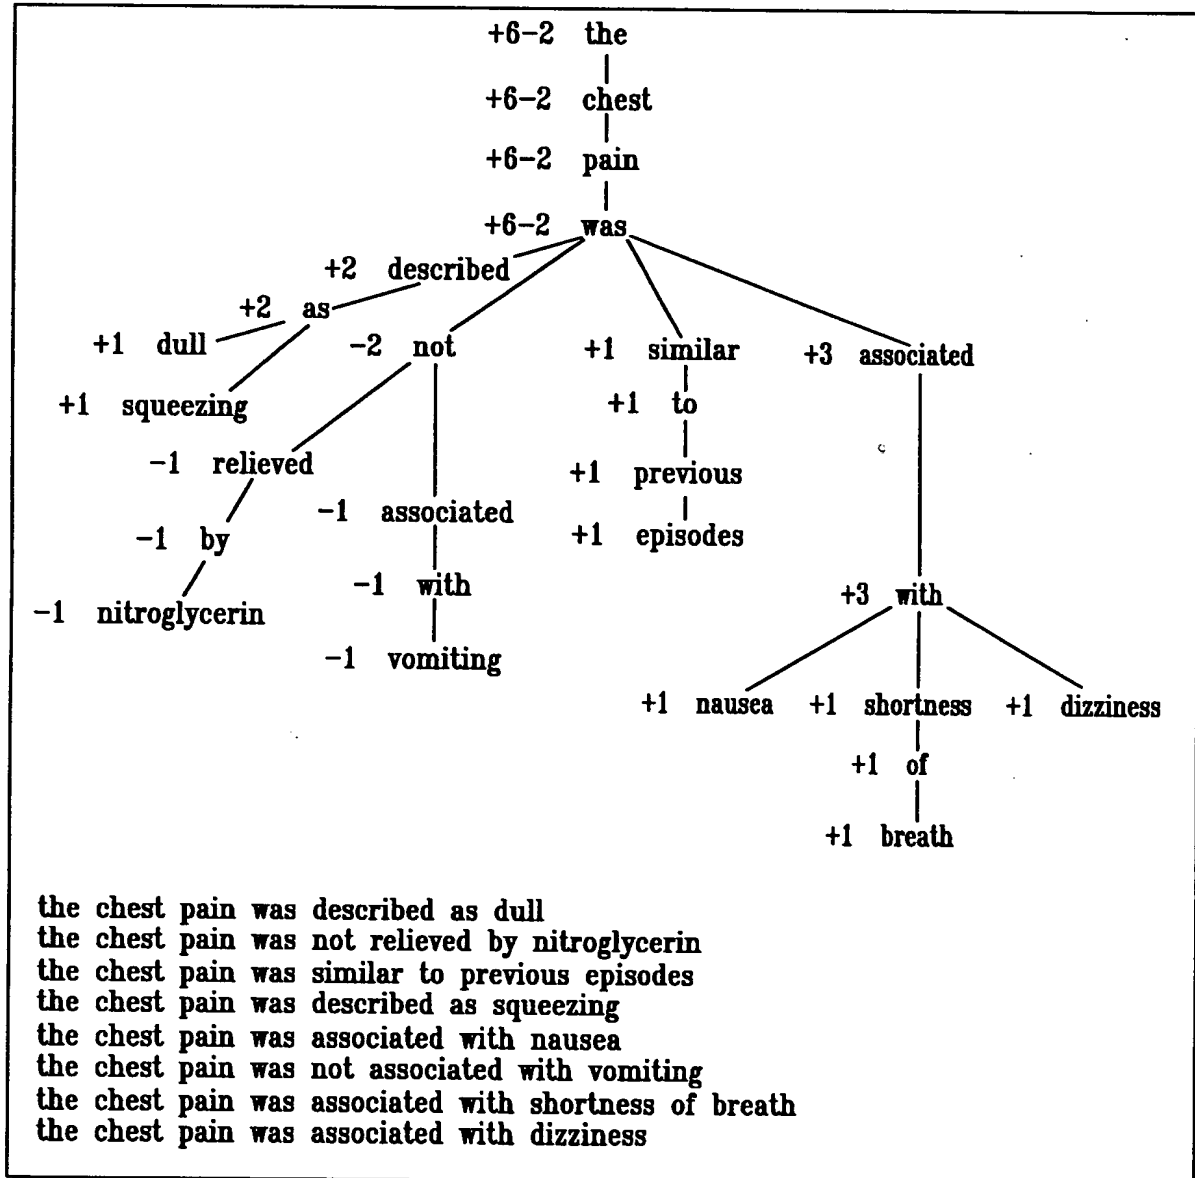 +6-2 the
+6-2 chest
+6-2 pain
+6-2 was
+2 described
+2 as
+1 dull
-2 not
+1 similar
+3 associated
+1 squeezing
+1 to
-1 relieved
+1 previous
-1 associated
+1 episodes
-1 by
-1 with
+3 with
-1 nitroglycerin
-1 vomiting
+1 nausea
+1 shortness
+1 dizziness
+1 of
+1 breath
the chest pain was described as dull
the chest pain was not relieved by nitroglycerin
the chest pain was similar to previous episodes
the chest pain was described as squeezing
the chest pain was associated with nausea
the chest pain was not associated with vomiting
the chest pain was associated with shortness of breath
the chest pain was associated with dizziness